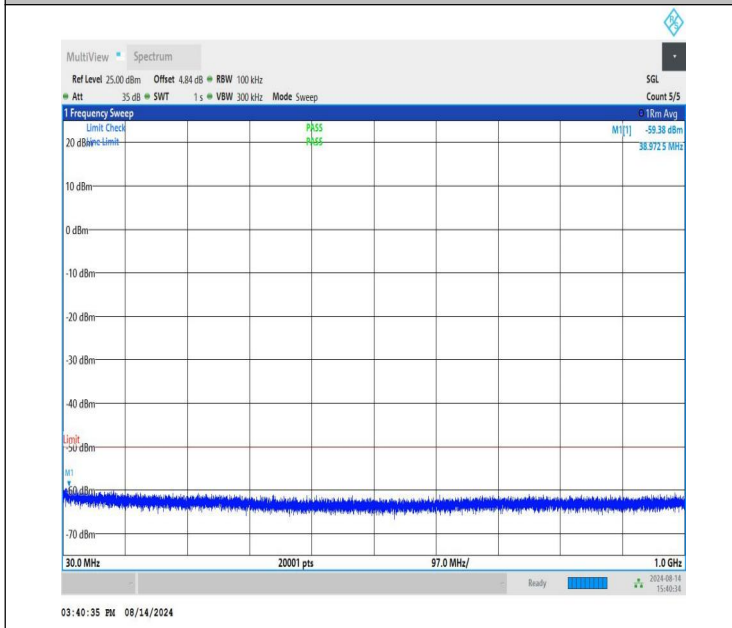 MultiView Spectrum
Ref Level 25.00 dBm Offset 4.84 dB RBW 100 kHz SGL
Att 35 dB SWT 1 s VBW 300 kHz Mode Sweep Count 5/5
1 Frequency Sweep 1Rm Avg
Limit Check PASS M1[1] -59.38 dBm
20 dBm Line Limit PASS 38.972 5 MHz
10 dBm
0 dBm
-10 dBm
-20 dBm
-30 dBm
-40 dBm
Limit
-50 dBm
M1
-60 dBm
-70 dBm
30.0 MHz 20001 pts 97.0 MHz/ 1.0 GHz
Ready 2024-08-14
15:40:34
03:40:35 PM 08/14/2024